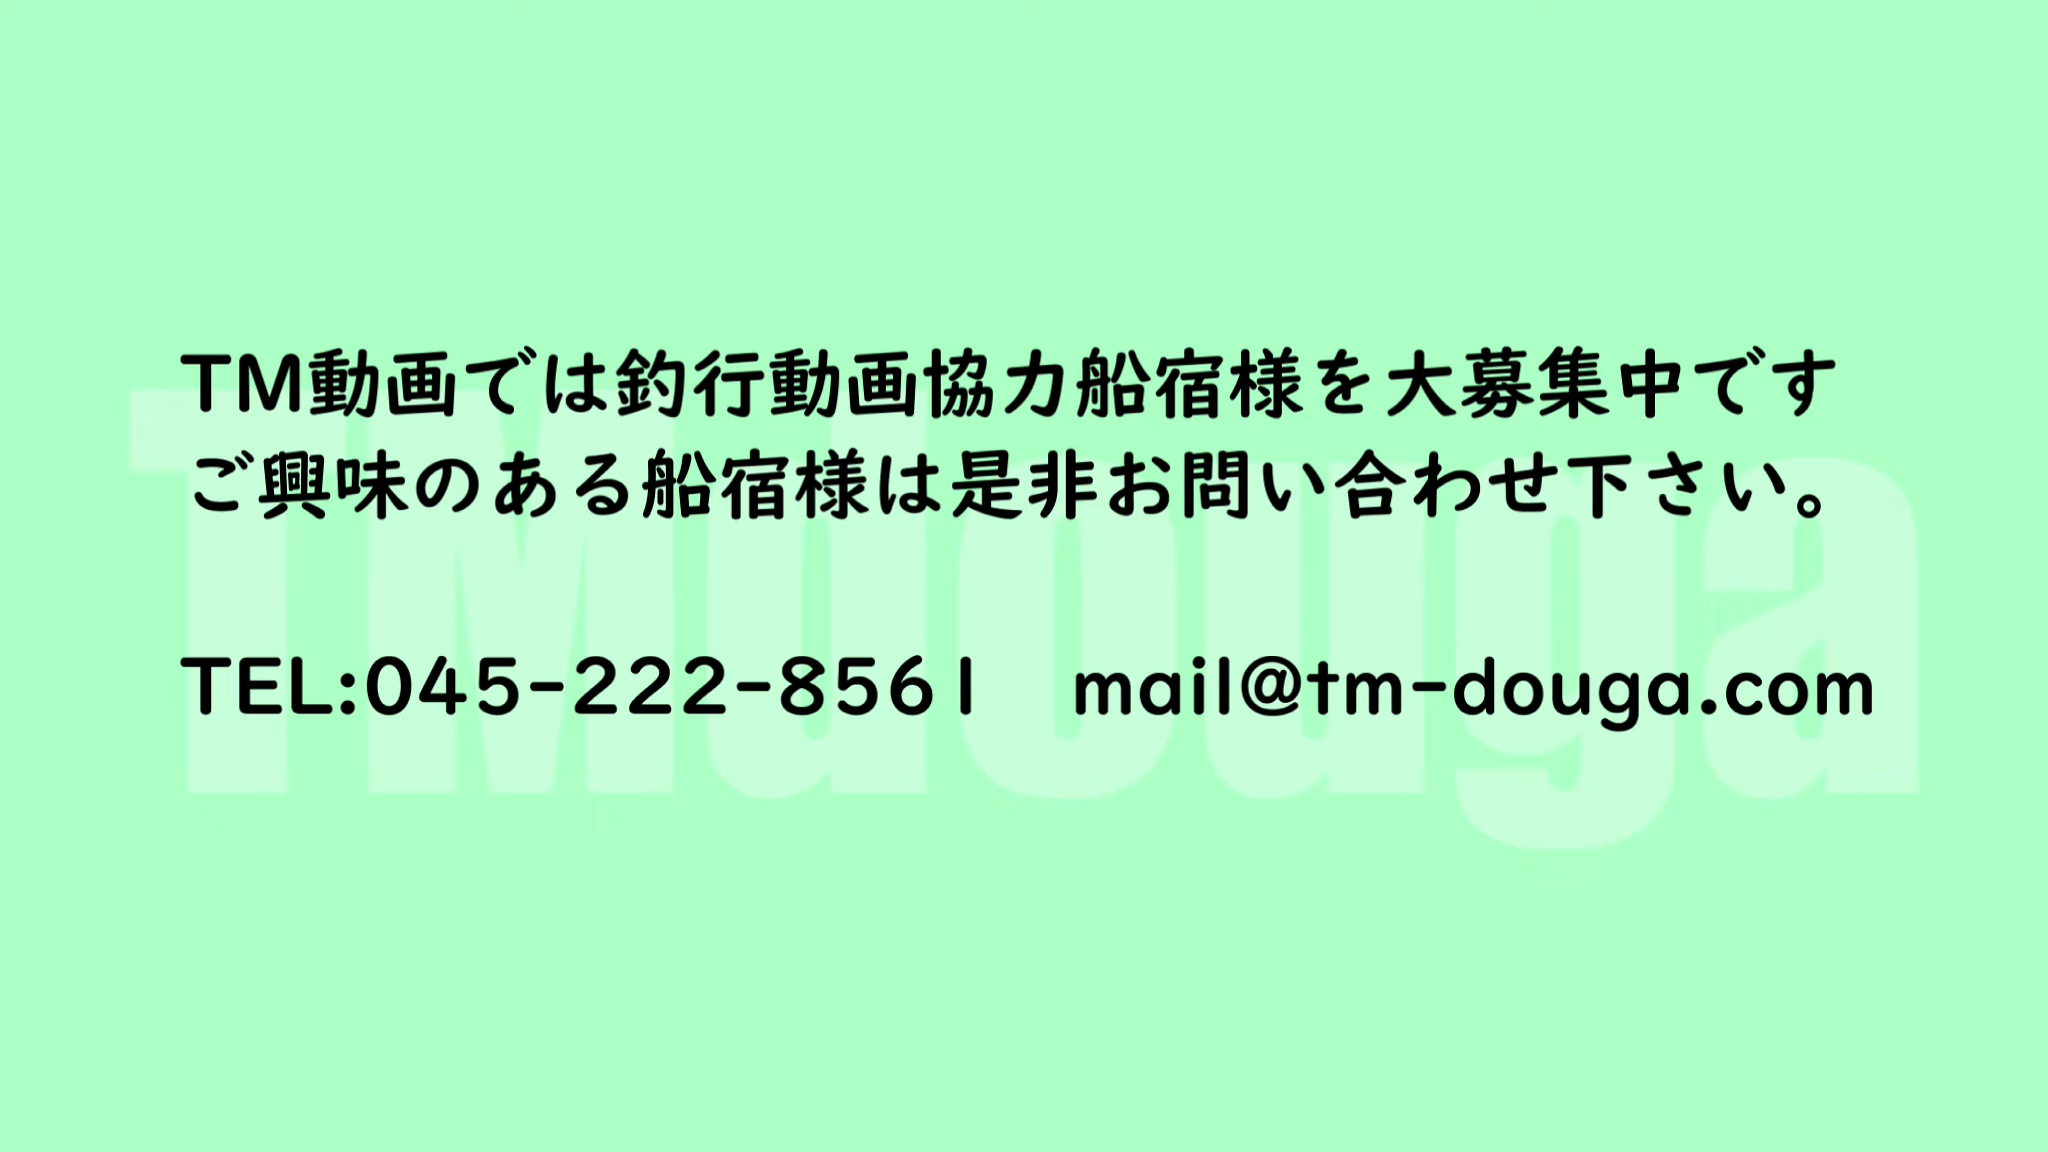 TM動画では釣行動画協力船宿様を大募集中です
ご興味のある船宿様は是非お問い合わせ下さい。
TEL:045-222-8561　mail@tm-douga.com
TMdouga